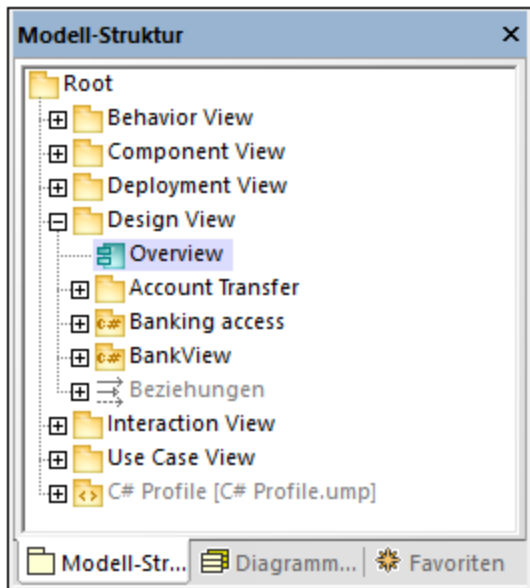 Modell-Struktur
Root
Behavior View
Component View
Deployment View
Design View
Overview
Account Transfer
C# Banking access
C# BankView
Beziehungen
Interaction View
Use Case View
C# Profile [C# Profile.ump]
Modell-Str... Diagramm... Favoriten